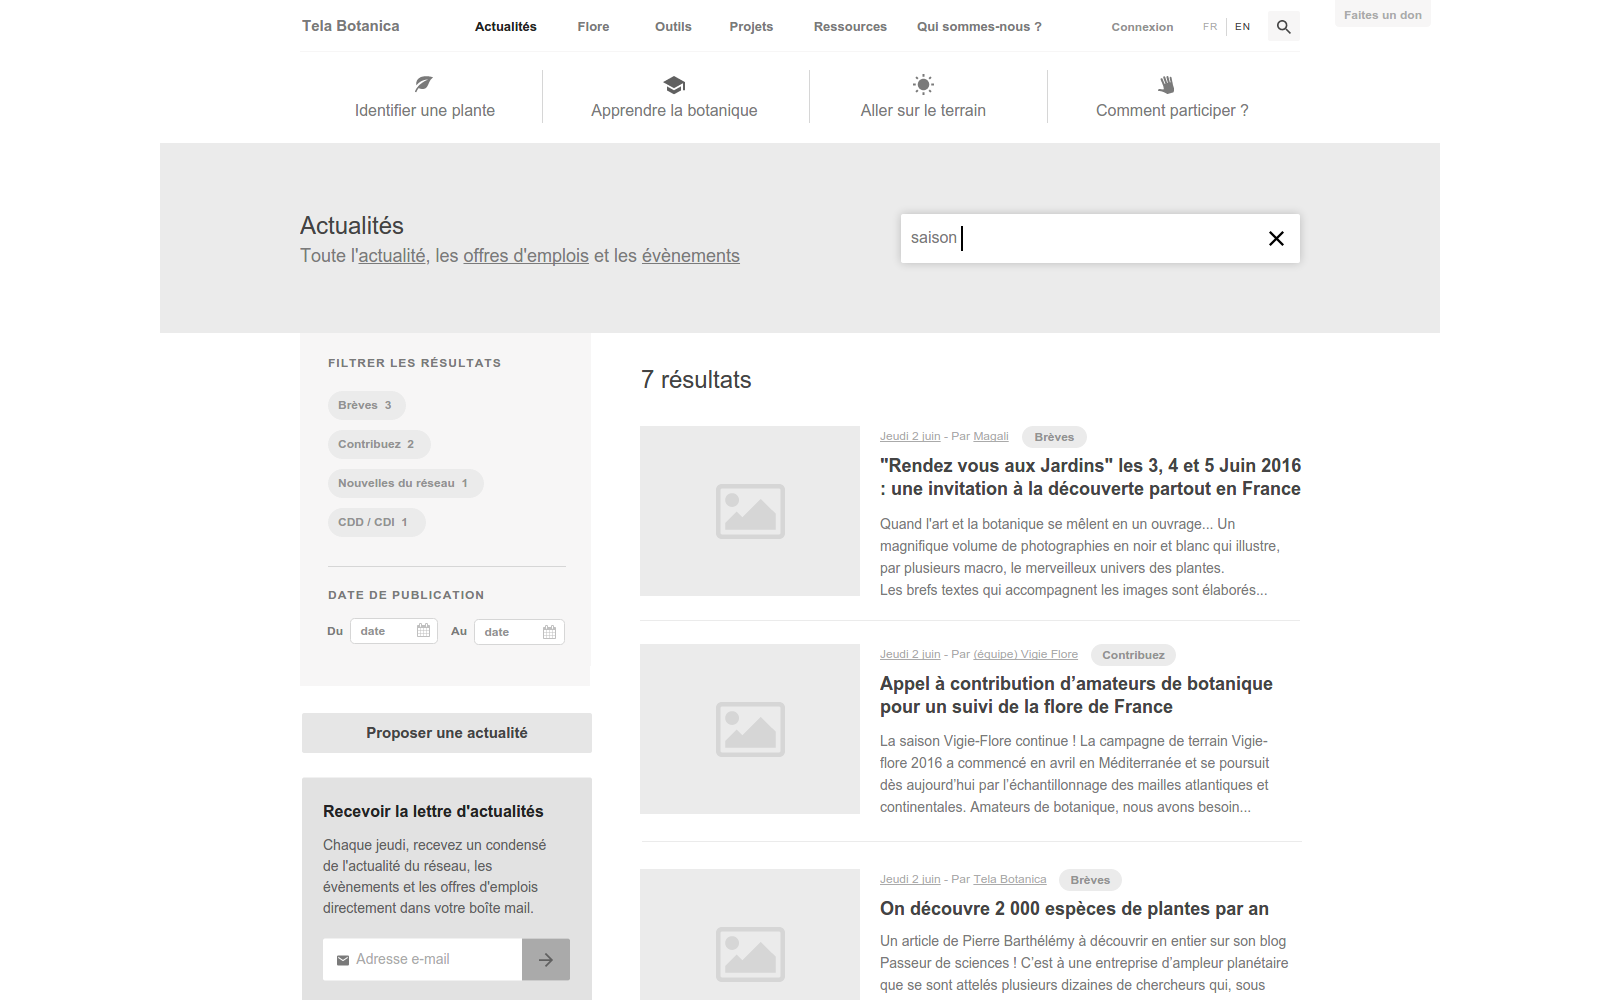 Faites un don
Tela Botanica Actualités Flore Outils Projets Ressources Qui sommes-nous ? Connexion FR EN
Identifier une plante
Apprendre la botanique
Aller sur le terrain
Comment participer ?
Actualités
Toute l'actualité, les offres d'emplois et les évènements
saison
FILTRER LES RÉSULTATS
Brèves 3
Contribuez 2
Nouvelles du réseau 1
CDD / CDI 1
DATE DE PUBLICATION
Du date Au date
Proposer une actualité
Recevoir la lettre d'actualités
Chaque jeudi, recevez un condensé
de l'actualité du réseau, les
évènements et les offres d'emplois
directement dans votre boîte mail.
Adresse e-mail
7 résultats
Jeudi 2 juin - Par Magali Brèves
"Rendez vous aux Jardins" les 3, 4 et 5 Juin 2016
: une invitation à la découverte partout en France
Quand l'art et la botanique se mêlent en un ouvrage... Un
magnifique volume de photographies en noir et blanc qui illustre,
par plusieurs macro, le merveilleux univers des plantes.
Les brefs textes qui accompagnent les images sont élaborés...
Jeudi 2 juin - Par (équipe) Vigie Flore Contribuez
Appel à contribution d’amateurs de botanique
pour un suivi de la flore de France
La saison Vigie-Flore continue ! La campagne de terrain Vigie-
flore 2016 a commencé en avril en Méditerranée et se poursuit
dès aujourd’hui par l’échantillonnage des mailles atlantiques et
continentales. Amateurs de botanique, nous avons besoin...
Jeudi 2 juin - Par Tela Botanica Brèves
On découvre 2 000 espèces de plantes par an
Un article de Pierre Barthélémy à découvrir en entier sur son blog
Passeur de sciences ! C’est à une entreprise d’ampleur planétaire
que se sont attelés plusieurs dizaines de chercheurs qui, sous